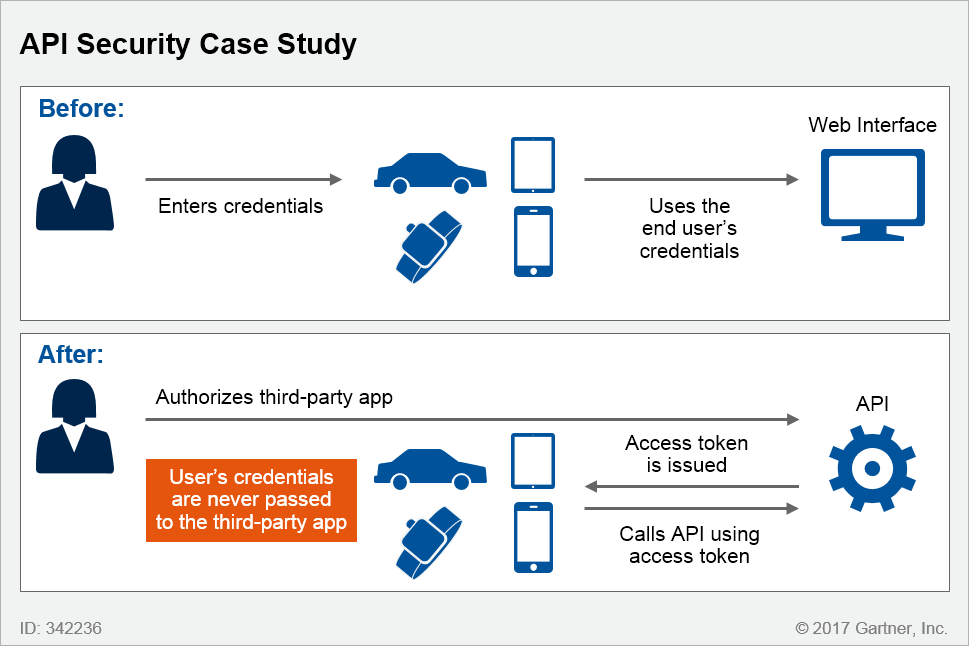 API Security Case Study
Before:
Web Interface
Enters credentials
Uses the
end user’s
credentials
After:
Authorizes third-party app
API
Access token
is issued
User’s credentials
are never passed
to the third-party app
Calls API using
access token
ID: 342236
© 2017 Gartner, Inc.